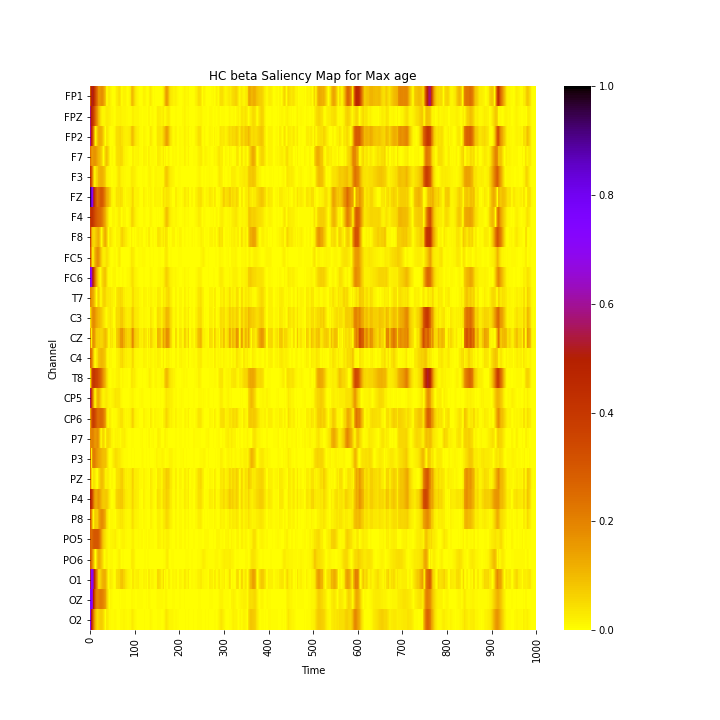 HC beta Saliency Map for Max age
Channel
FP1
FPZ
FP2
F7
F3
FZ
F4
F8
FC5
FC6
T7
C3
CZ
C4
T8
CP5
CP6
P7
P3
PZ
P4
P8
PO5
PO6
O1
OZ
O2
0
100
200
300
400
500
600
700
800
900
1000
Time
1.0
0.8
0.6
0.4
0.2
0.0